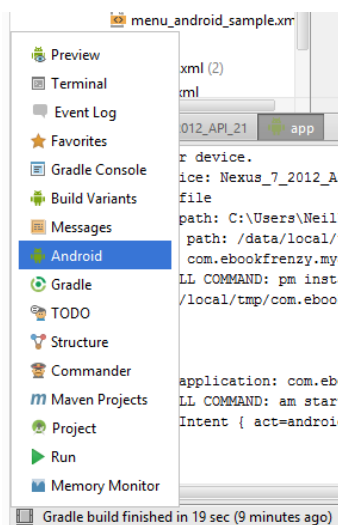 menu_android_sample.xm
Preview
.xml (2)
Terminal
xml
Event Log
2012_API_21 app
Favorites
r device.
Gradle Console
ice: Nexus_7_2012_A
Build Variants
file
Messages
path: C:\Users\Neil
path: /data/local/
Android
com.ebookfrenzy.my
Gradle
LL COMMAND: pm inst
/local/tmp/com.eboo
TODO
Structure
Commander
application: com.eb
Maven Projects
LL COMMAND: am star
Project
Intent { act=androi
Run
Memory Monitor
Gradle build finished in 19 sec (9 minutes ago)